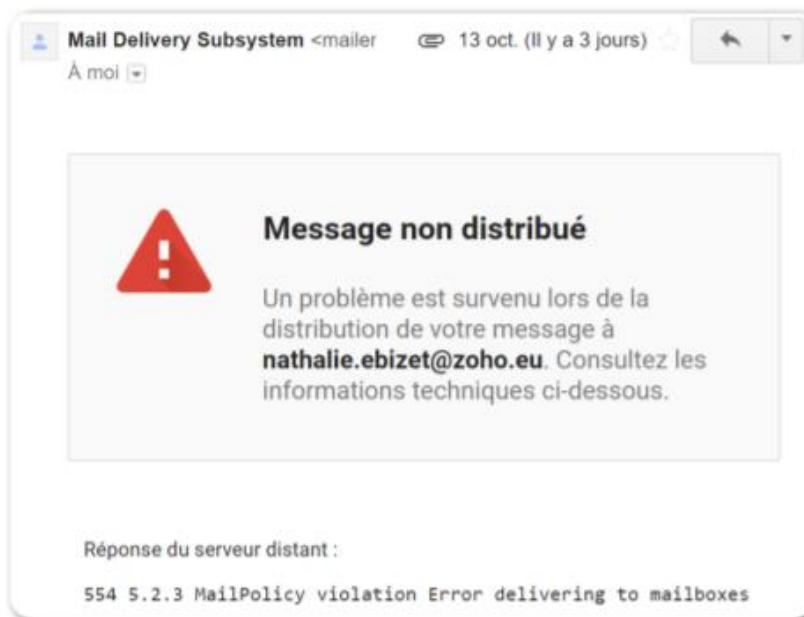 Mail Delivery Subsystem <mailer 13 oct. (Il y a 3 jours)
À moi
Message non distribué
Un problème est survenu lors de la
distribution de votre message à
nathalie.ebizet@zoho.eu. Consultez les
informations techniques ci-dessous.
Réponse du serveur distant :
554 5.2.3 MailPolicy violation Error delivering to mailboxes